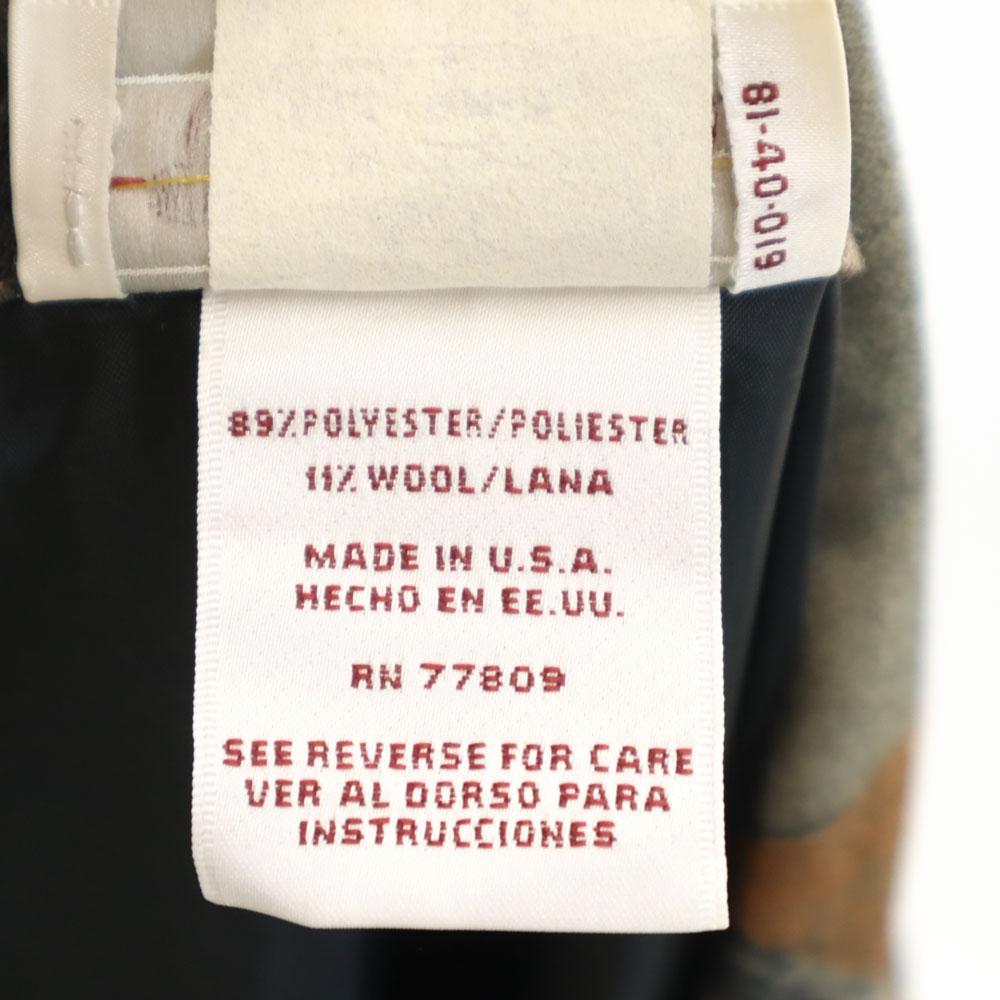 81-40-019
89% POLYESTER/POLIESTER
11% WOOL/LANA
MADE IN U.S.A.
HECHO EN EE.UU.
RN 77809
SEE REVERSE FOR CARE
VER AL DORSO PARA
INSTRUCCIONES